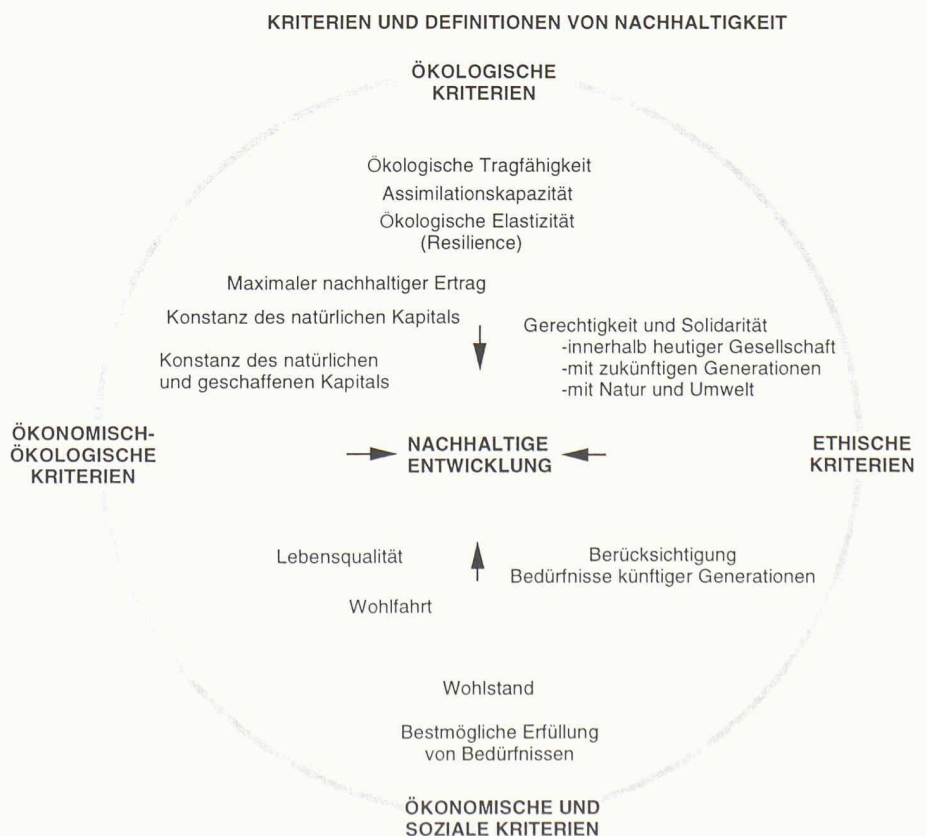 KRITERIEN UND DEFINITIONEN VON NACHHALTIGKEIT
ÖKOLOGISCHE
KRITERIEN
Ökologische Tragfähigkeit
Assimilationskapazität
Ökologische Elastizität
(Resilience)
Maximaler nachhaltiger Ertrag
Konstanz des natürlichen Kapitals
Konstanz des natürlichen
und geschaffenen Kapitals
Gerechtigkeit und Solidarität
-innerhalb heutiger Gesellschaft
-mit zukünftigen Generationen
-mit Natur und Umwelt
ÖKONOMISCH-
ÖKOLOGISCHE
KRITERIEN
NACHHALTIGE
ENTWICKLUNG
ETHISCHE
KRITERIEN
Lebensqualität
Wohlfahrt
Berücksichtigung
Bedürfnisse künftiger Generationen
Wohlstand
Bestmögliche Erfüllung
von Bedürfnissen
ÖKONOMISCHE UND
SOZIALE KRITERIEN